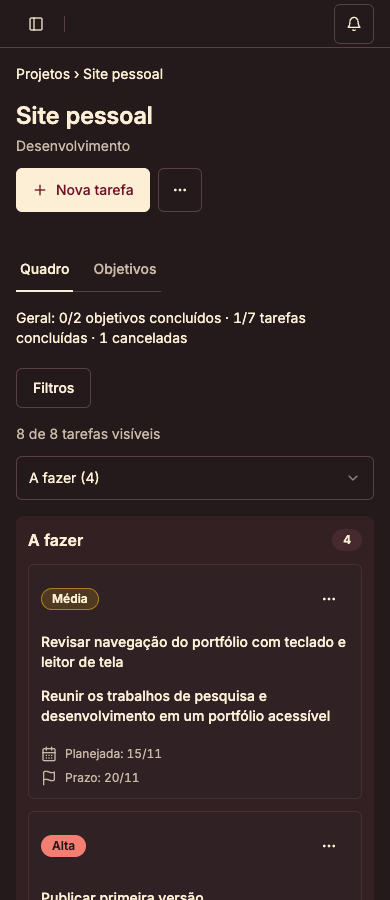 Projetos › Site pessoal
Site pessoal
Desenvolvimento
Nova tarefa
Quadro
Objetivos
Geral: 0/2 objetivos concluídos · 1/7 tarefas
concluídas · 1 canceladas
Filtros
8 de 8 tarefas visíveis
A fazer (4)
A fazer
4
Média
Revisar navegação do portfólio com teclado e
leitor de tela
Reunir os trabalhos de pesquisa e
desenvolvimento em um portfólio acessível
Planejada: 15/11
Prazo: 20/11
Alta
Publicar primeira versão